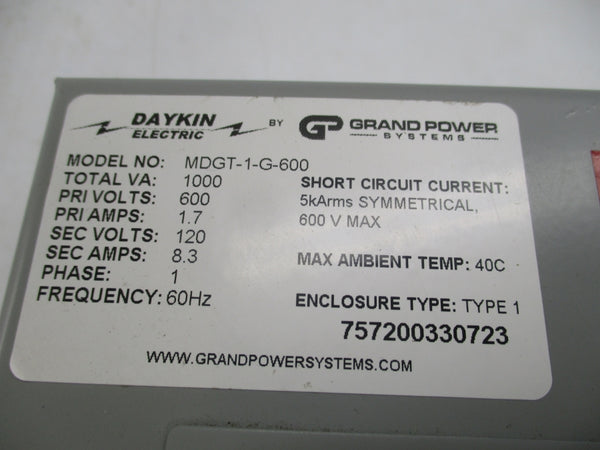 DAYKIN ELECTRIC BY GP GRAND POWER SYSTEMS
MODEL NO: MDGT-1-G-600
TOTAL VA: 1000
PRI VOLTS: 600
PRI AMPS: 1.7
SEC VOLTS: 120
SEC AMPS: 8.3
PHASE: 1
FREQUENCY: 60Hz
SHORT CIRCUIT CURRENT:
5kArms SYMMETRICAL,
600 V MAX
MAX AMBIENT TEMP: 40C
ENCLOSURE TYPE: TYPE 1
757200330723
WWW.GRANDPOWERSYSTEMS.COM